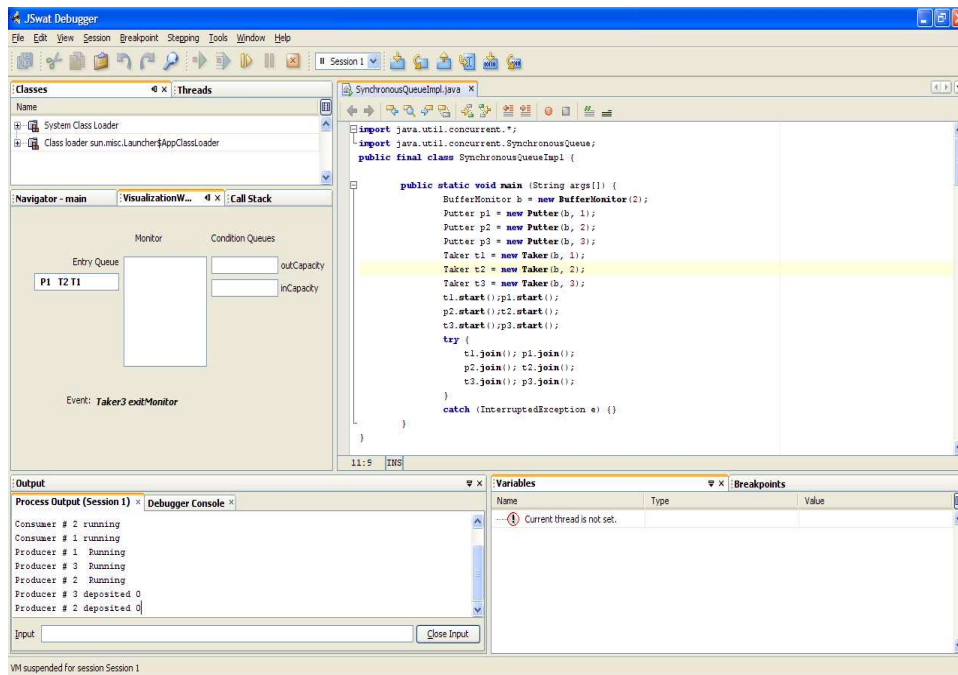 JSwat Debugger
File Edit View Session Breakpoint Stepping Tools Window Help
Session 1
Classes Threads
Name
System Class Loader
Class loader sun.misc.Launcher$AppClassLoader
Navigator - main VisualizationW... Call Stack
Monitor Condition Queues
Entry Queue outCapacity
P1 T2 T1 inCapacity
Event: Taker3 exitMonitor
SynchronousQueueImpl.java
import java.util.concurrent.*;
import java.util.concurrent.SynchronousQueue;
public final class SynchronousQueueImpl {
public static void main (String args[]) {
BufferMonitor b = new BufferMonitor(2);
Putter p1 = new Putter(b, 1);
Putter p2 = new Putter(b, 2);
Putter p3 = new Putter(b, 3);
Taker t1 = new Taker(b, 1);
Taker t2 = new Taker(b, 2);
Taker t3 = new Taker(b, 3);
t1.start();p1.start();
p2.start();t2.start();
t3.start();p3.start();
try {
t1.join(); p1.join();
p2.join(); t2.join();
t3.join(); p3.join();
}
catch (InterruptedException e) {}
}
}
11:9 INS
Output
Process Output (Session 1) Debugger Console
Consumer # 2 running
Consumer # 1 running
Producer # 1 Running
Producer # 3 Running
Producer # 2 Running
Producer # 3 deposited 0
Producer # 2 deposited 0
Input Close Input
Variables Breakpoints
Name Type Value
Current thread is not set.
VM suspended for session Session 1